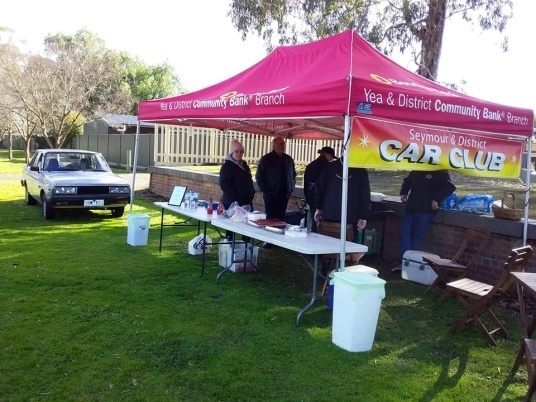 Yea & District Community Bank® Branch
Yea & District Community Bank® Branch
Seymour & District
CAR CLUB